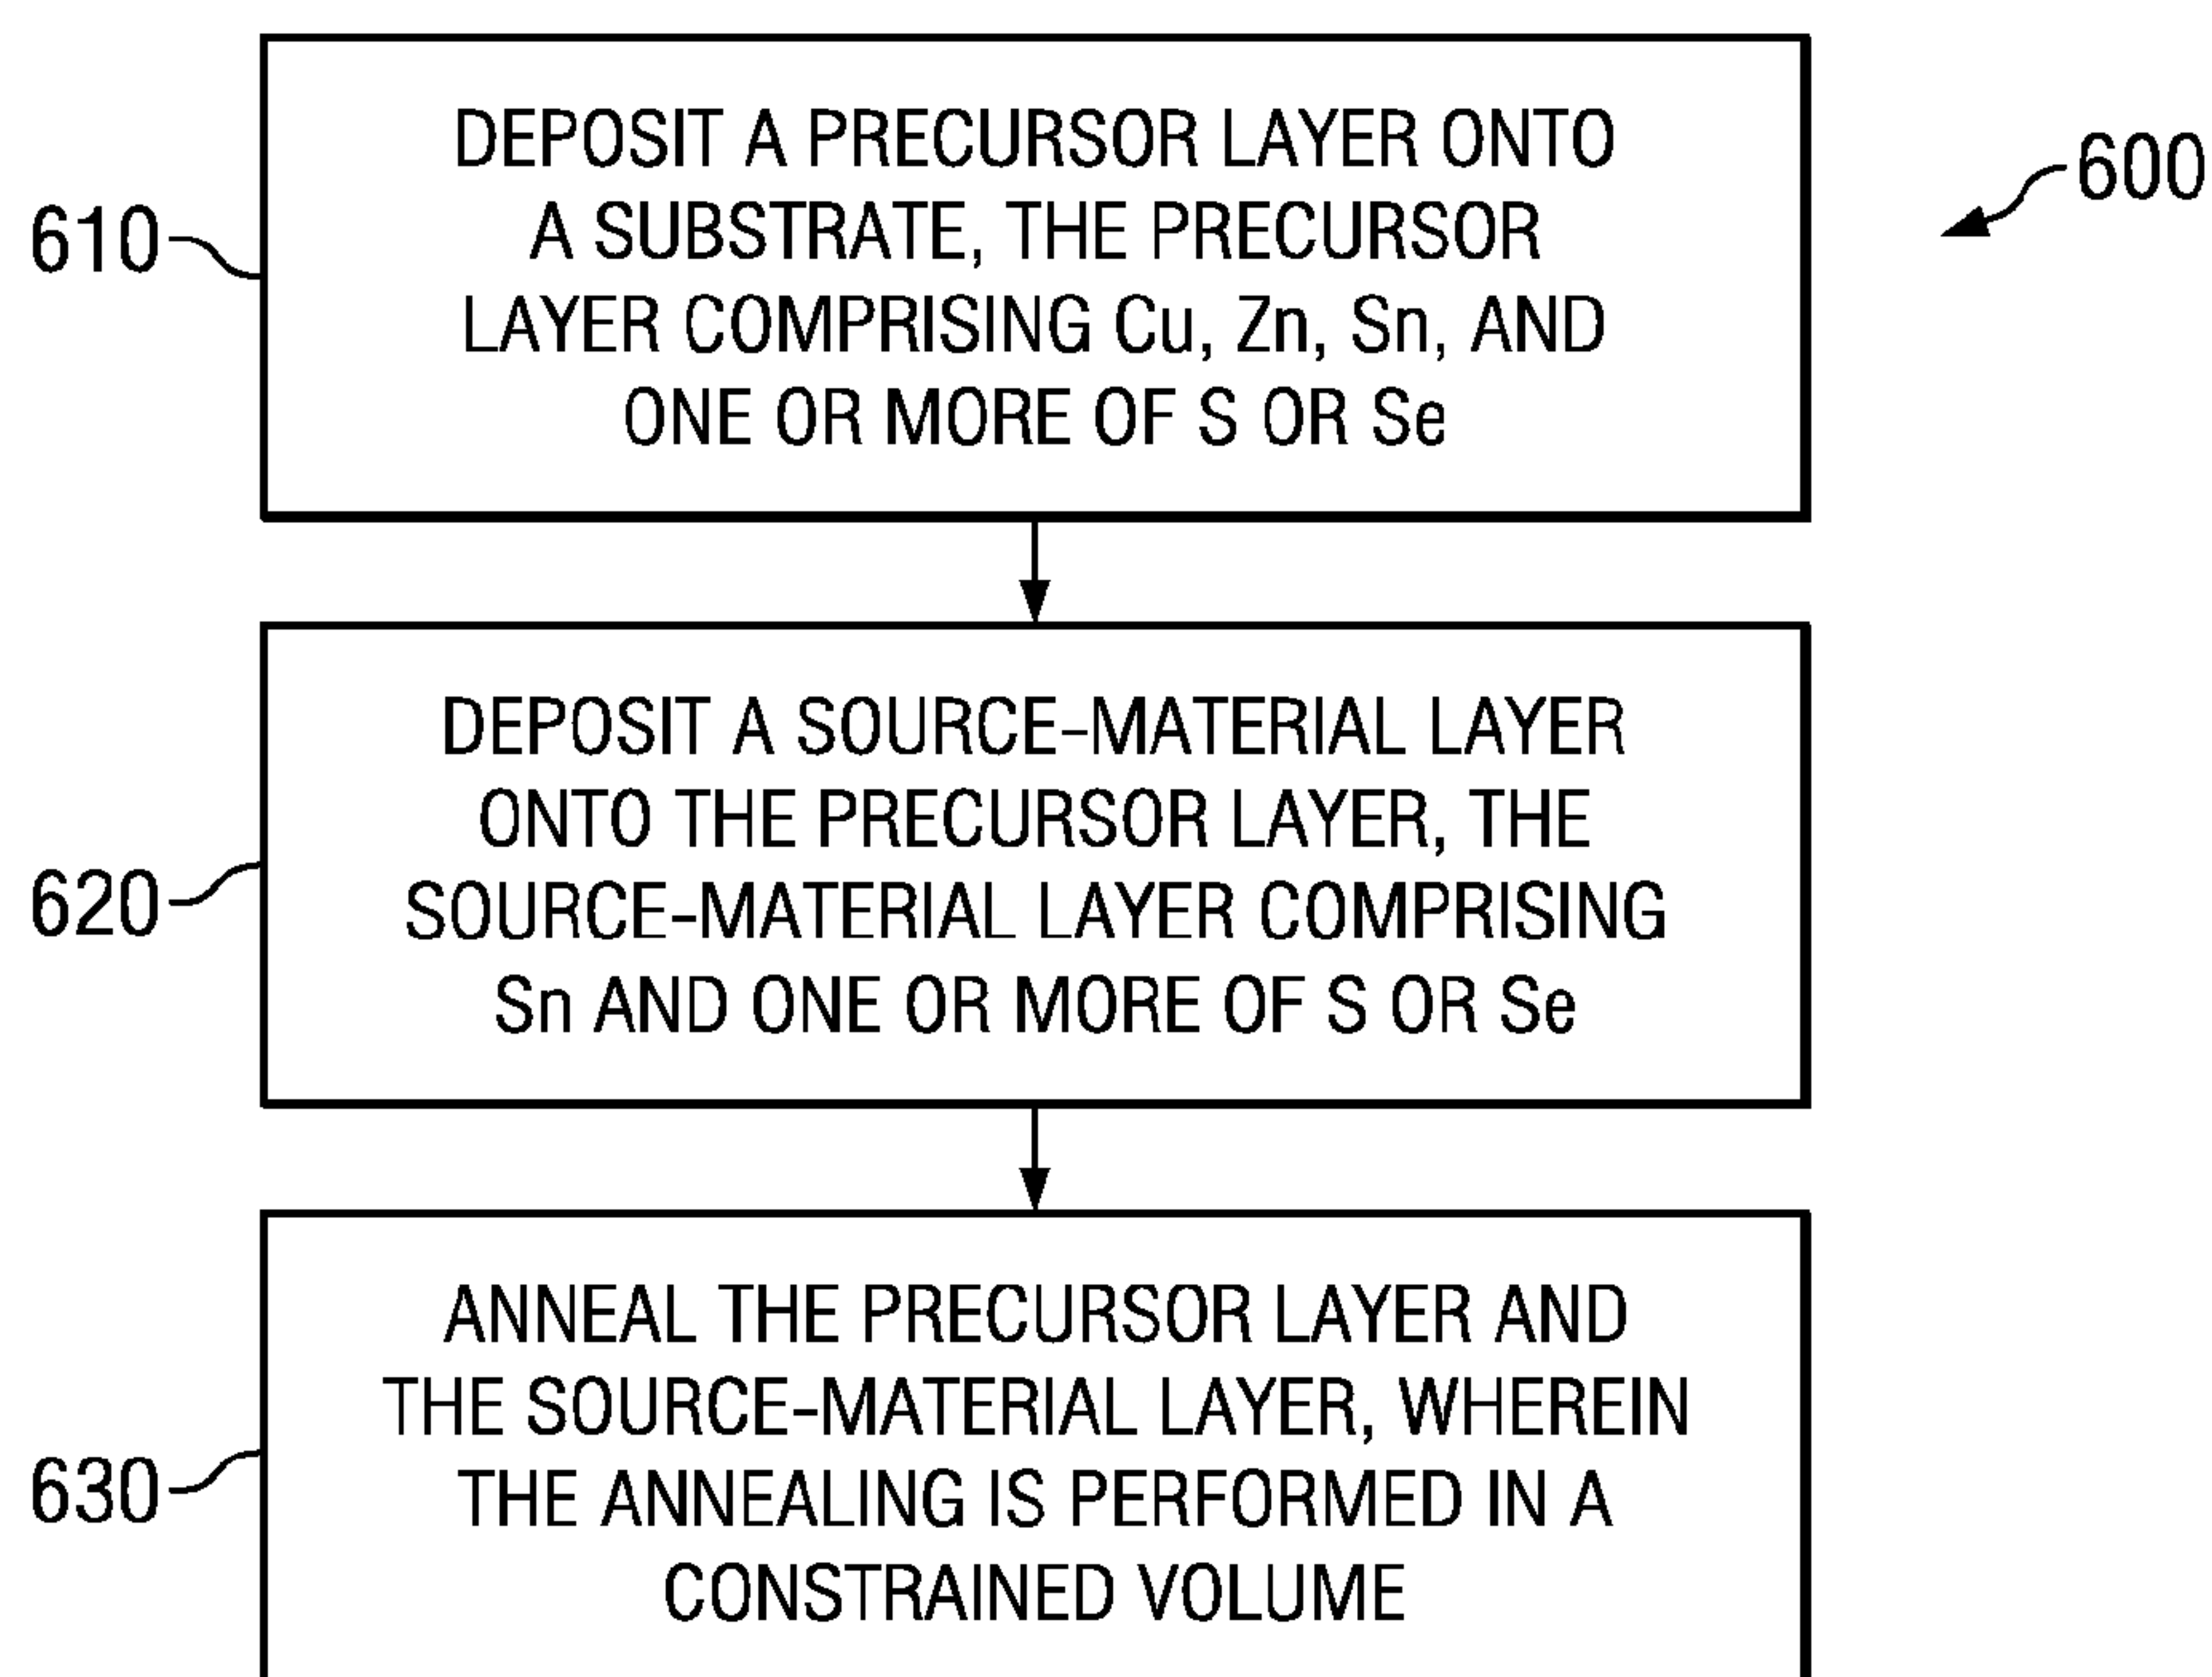 600
610
DEPOSIT A PRECURSOR LAYER ONTO
A SUBSTRATE, THE PRECURSOR
LAYER COMPRISING Cu, Zn, Sn, AND
ONE OR MORE OF S OR Se
620
DEPOSIT A SOURCE-MATERIAL LAYER
ONTO THE PRECURSOR LAYER, THE
SOURCE-MATERIAL LAYER COMPRISING
Sn AND ONE OR MORE OF S OR Se
630
ANNEAL THE PRECURSOR LAYER AND
THE SOURCE-MATERIAL LAYER, WHEREIN
THE ANNEALING IS PERFORMED IN A
CONSTRAINED VOLUME